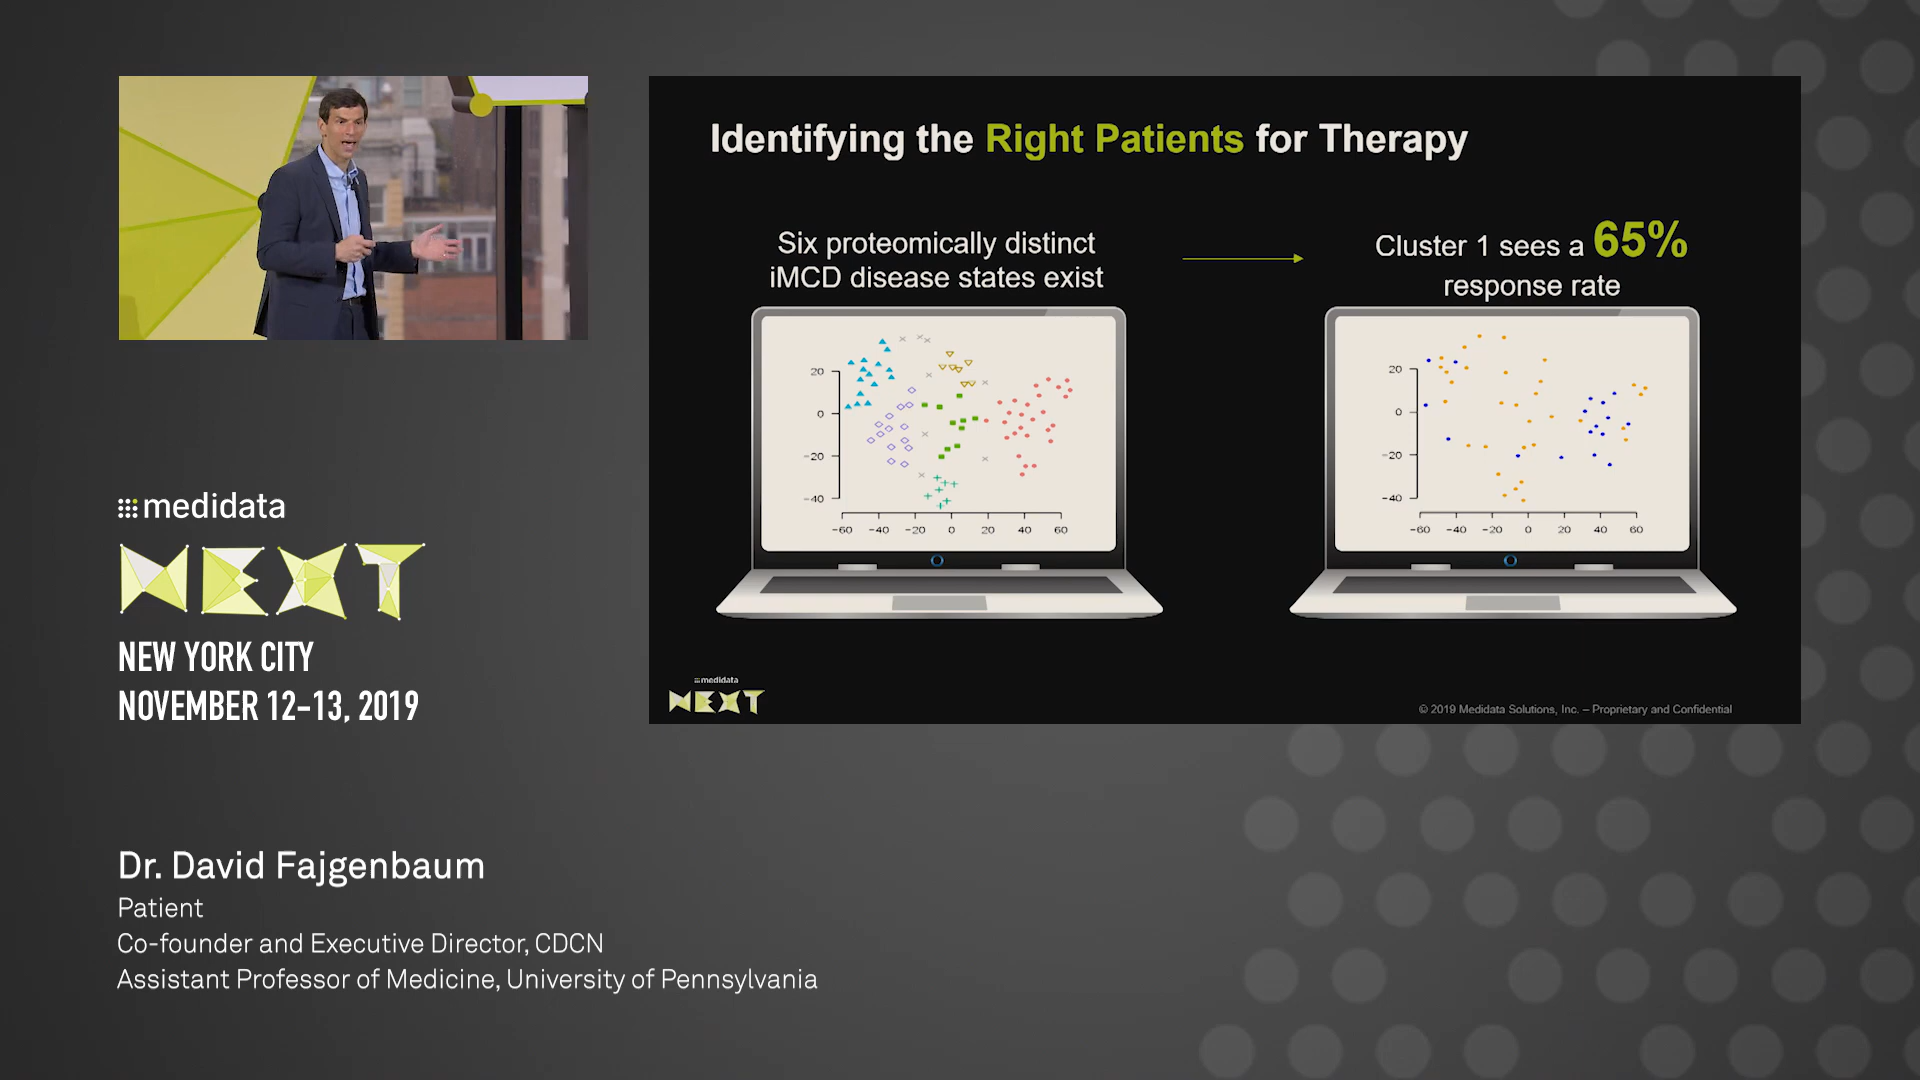 Identifying the Right Patients for Therapy
Six proteomically distinct
iMCD disease states exist
Cluster 1 sees a 65%
response rate
20
0
-20
-40
-60 -40 -20 0 20 40 60
20
0
-20
-40
-60 -40 -20 0 20 40 60
medidata
NEXT
© 2019 Medidata Solutions, Inc. – Proprietary and Confidential
medidata
NEXT
NEW YORK CITY
NOVEMBER 12-13, 2019
Dr. David Fajgenbaum
Patient
Co-founder and Executive Director, CDCN
Assistant Professor of Medicine, University of Pennsylvania